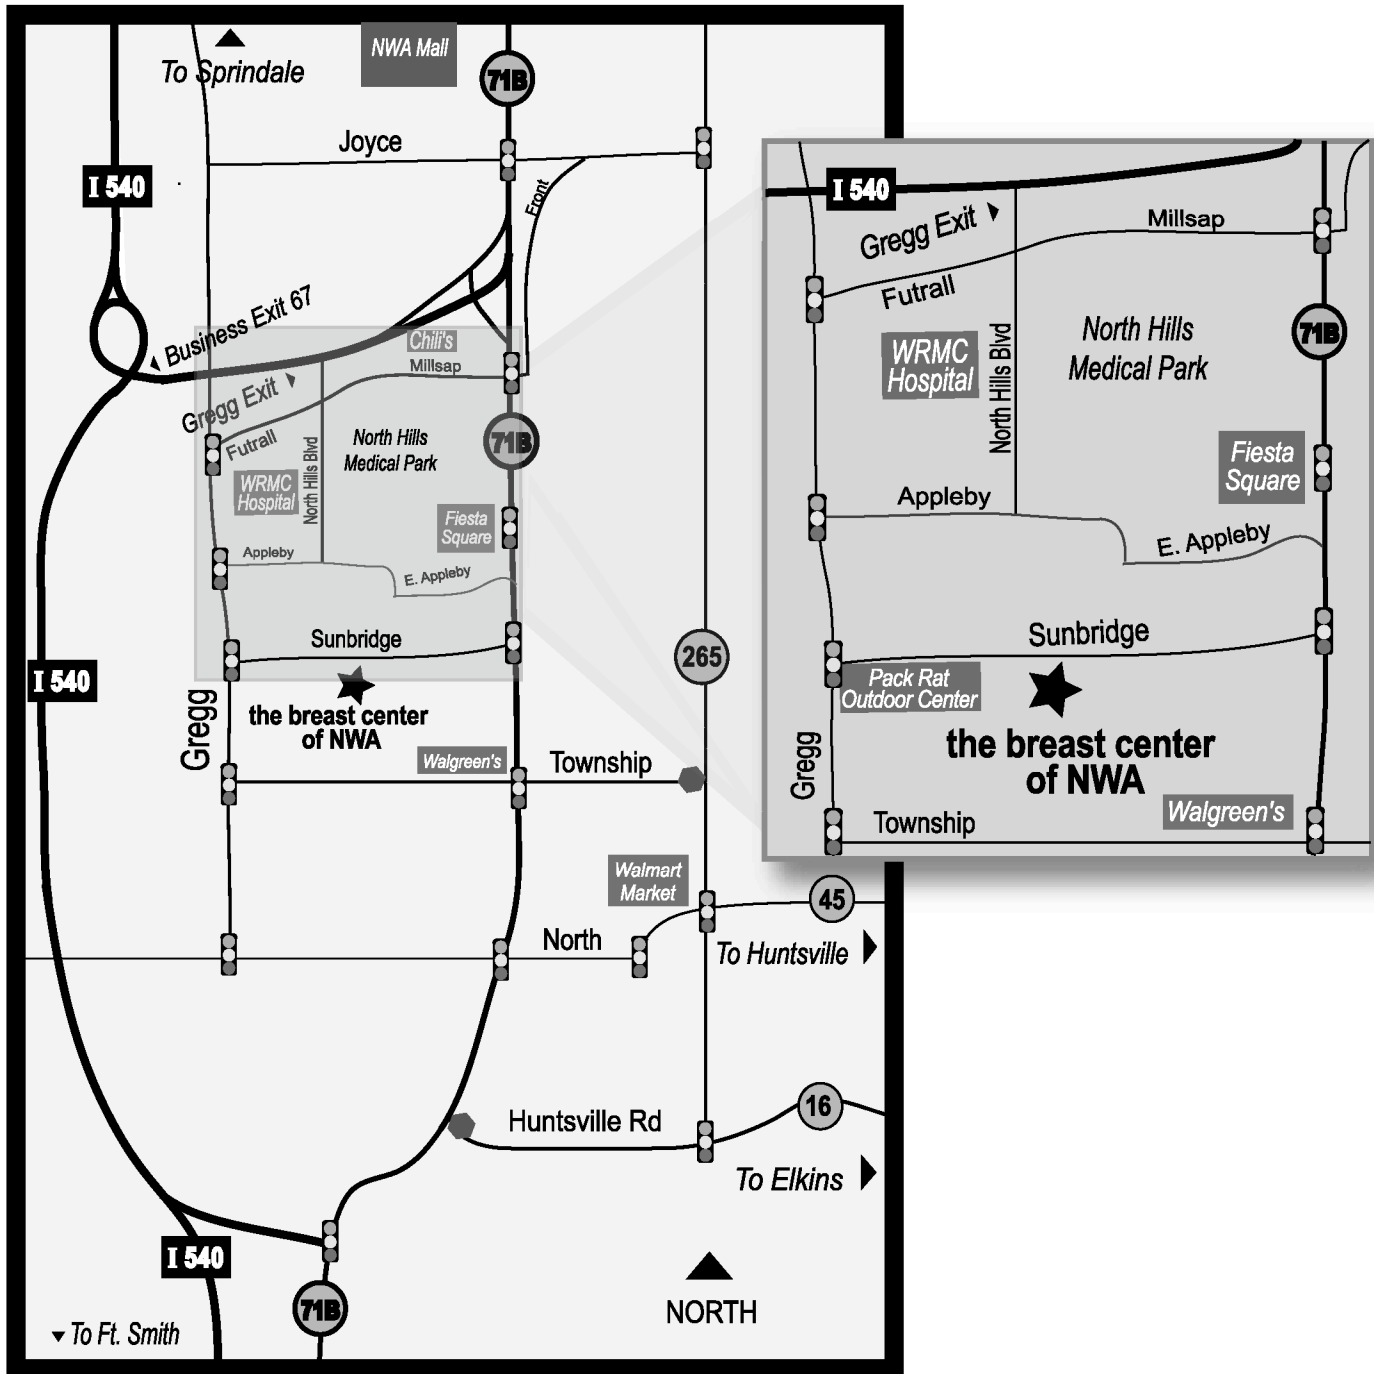 NWA Mall
71B
To Sprindale
Joyce
I 540
Front
Business Exit 67
Chili's
Millsap
Gregg Exit
Futrall
71B
North Hills
Medical Park
North Hills Blvd
WRMC
Hospital
Fiesta
Square
Appleby
E. Appleby
Sunbridge
265
I 540
Gregg
the breast center
of NWA
Walgreen's
Township
Walmart
Market
45
North
To Huntsville
16
Huntsville Rd
To Elkins
I 540
71B
NORTH
To Ft. Smith
I 540
Gregg Exit
Millsap
Futrall
71B
North Hills
Medical Park
WRMC
Hospital
North Hills Blvd
Fiesta
Square
Appleby
E. Appleby
Sunbridge
Pack Rat
Outdoor Center
the breast center
of NWA
Gregg
Walgreen's
Township